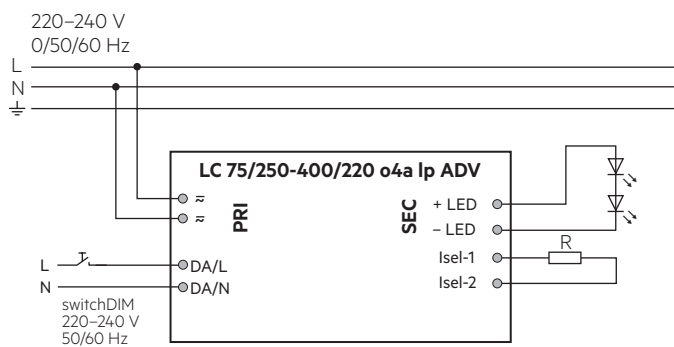 220–240 V
0/50/60 Hz
L
N
LC 75/250-400/220 o4a lp ADV
PRI
SEC
+ LED
– LED
Isel-1
Isel-2
R
L
DA/L
N
DA/N
switchDIM
220–240 V
50/60 Hz